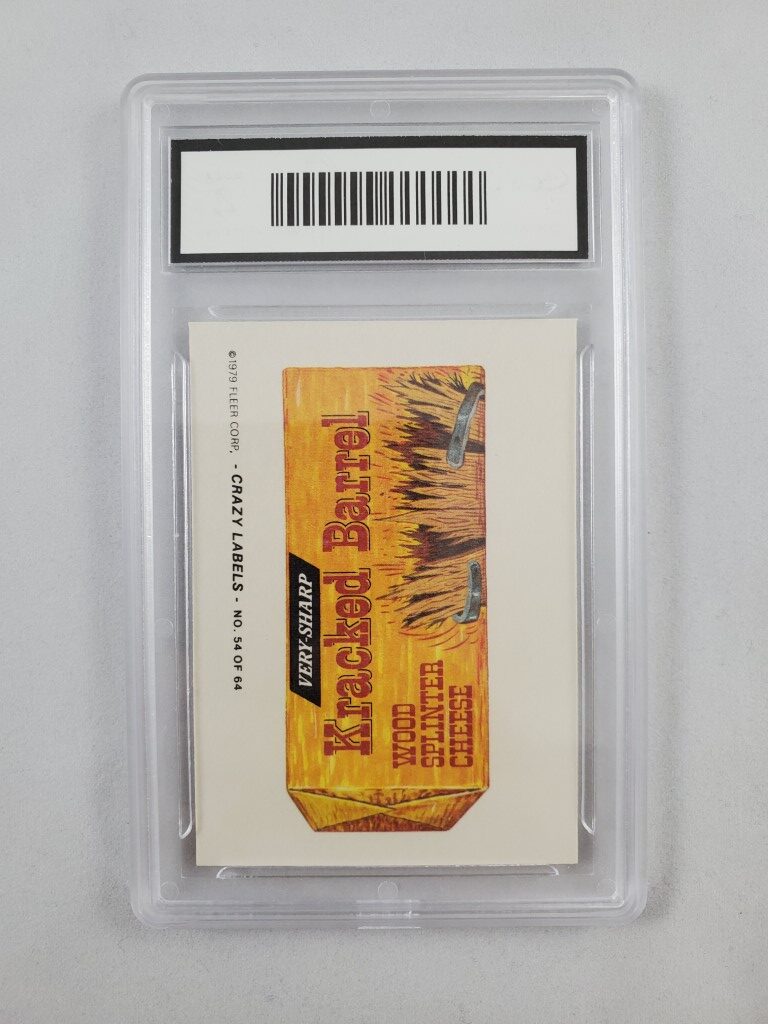 VERY-SHARP
Kracked Barrel
WOOD
SPLINTER
CHEESE
©1979 FLEER CORP. - CRAZY LABELS - NO. 54 OF 64